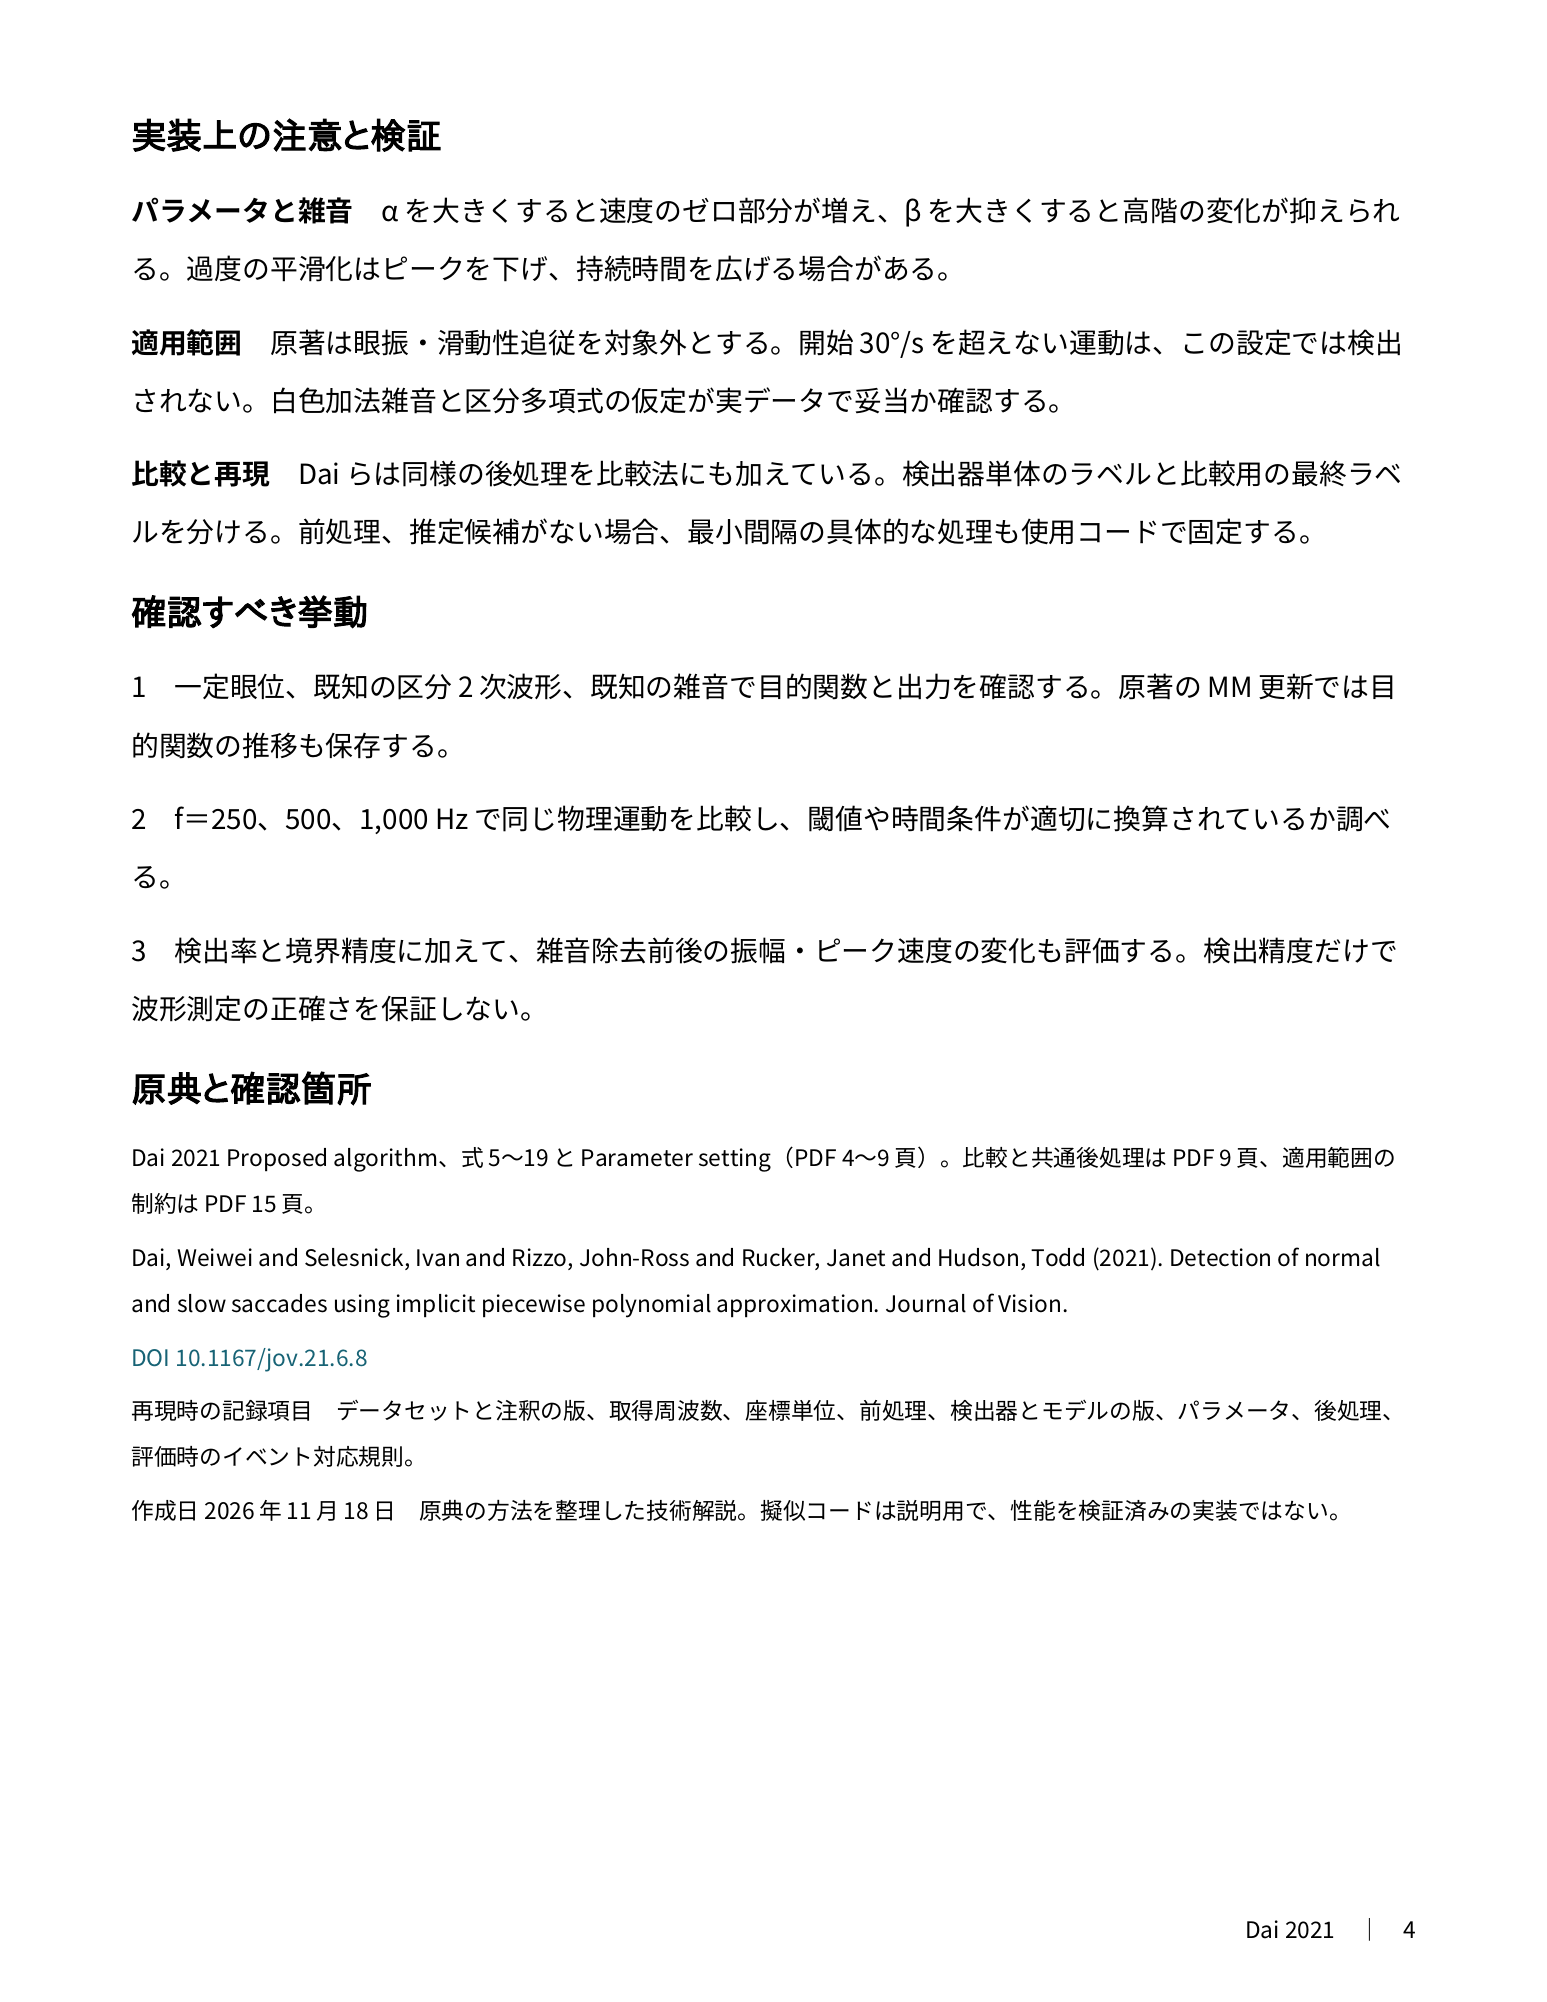 実装上の注意と検証
パラメータと雑音　αを大きくすると速度のゼロ部分が増え、βを大きくすると高階の変化が抑えられ
る。過度の平滑化はピークを下げ、持続時間を広げる場合がある。
適用範囲　原著は眼振・滑動性追従を対象外とする。開始 30°/s を超えない運動は、この設定では検出
されない。白色加法雑音と区分多項式の仮定が実データで妥当か確認する。
比較と再現　Dai らは同様の後処理を比較法にも加えている。検出器単体のラベルと比較用の最終ラベ
ルを分ける。前処理、推定候補がない場合、最小間隔の具体的な処理も使用コードで固定する。
確認すべき挙動
1　一定眼位、既知の区分 2 次波形、既知の雑音で目的関数と出力を確認する。原著の MM 更新では目
的関数の推移も保存する。
2　f＝250、500、1,000 Hz で同じ物理運動を比較し、閾値や時間条件が適切に換算されているか調べ
る。
3　検出率と境界精度に加えて、雑音除去前後の振幅・ピーク速度の変化も評価する。検出精度だけで
波形測定の正確さを保証しない。
原典と確認箇所
Dai 2021 Proposed algorithm、式 5〜19 と Parameter setting（PDF 4〜9 頁）。比較と共通後処理は PDF 9 頁、適用範囲の
制約は PDF 15 頁。
Dai, Weiwei and Selesnick, Ivan and Rizzo, John-Ross and Rucker, Janet and Hudson, Todd (2021). Detection of normal
and slow saccades using implicit piecewise polynomial approximation. Journal of Vision.
DOI 10.1167/jov.21.6.8
再現時の記録項目　データセットと注釈の版、取得周波数、座標単位、前処理、検出器とモデルの版、パラメータ、後処理、
評価時のイベント対応規則。
作成日 2026 年 11 月 18 日　原典の方法を整理した技術解説。擬似コードは説明用で、性能を検証済みの実装ではない。
Dai 2021　｜　4